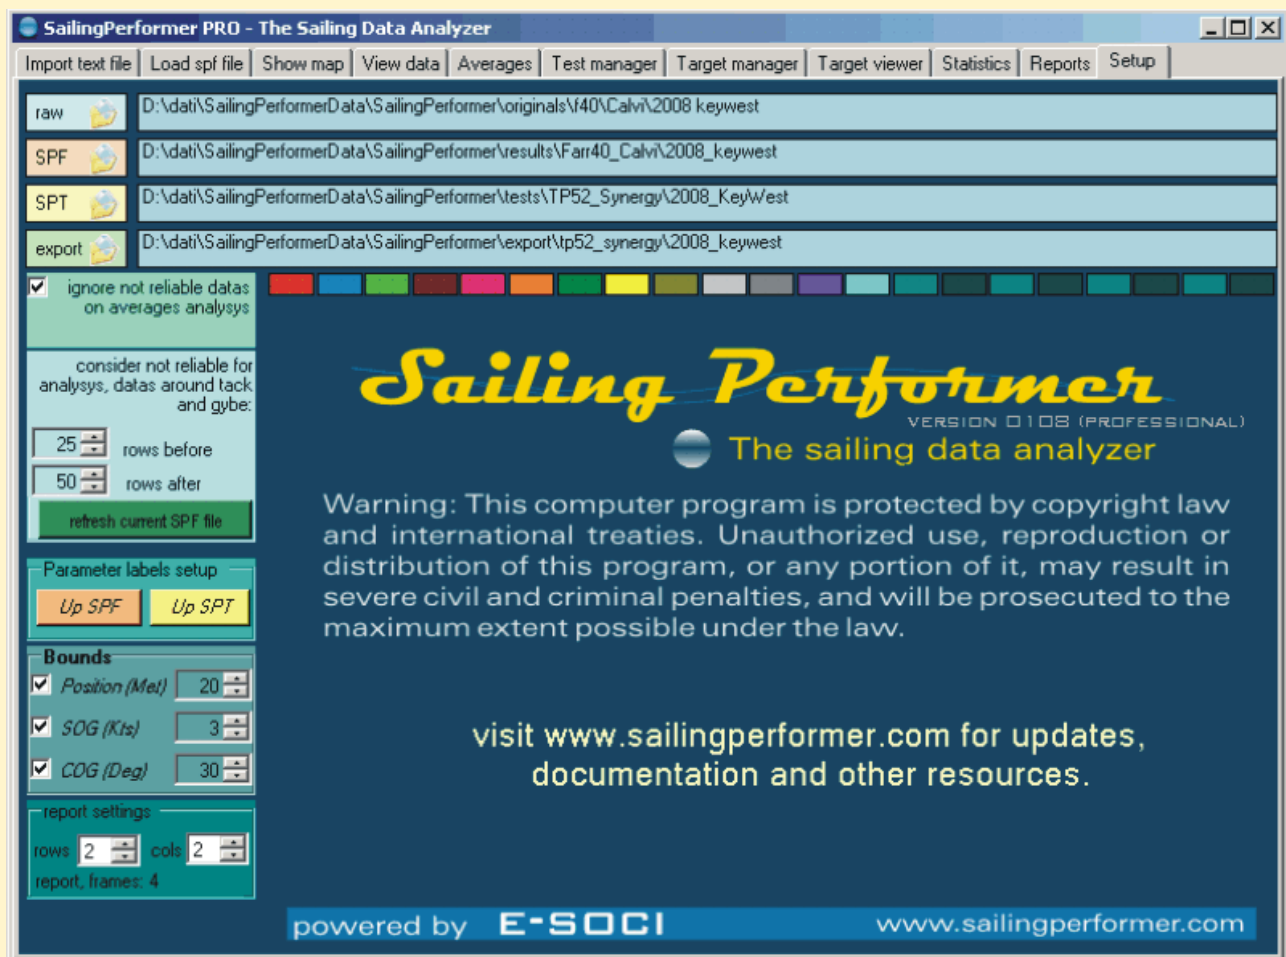 SailingPerformer PRO - The Sailing Data Analyzer
Import text file Load spf file Show map View data Averages Test manager Target manager Target viewer Statistics Reports Setup
raw D:\dati\SailingPerformerData\SailingPerformer\originals\f40\Calvi\2008 keywest
SPF D:\dati\SailingPerformerData\SailingPerformer\results\Farr40_Calvi\2008_keywest
SPT D:\dati\SailingPerformerData\SailingPerformer\tests\TP52_Synergy\2008_KeyWest
export D:\dati\SailingPerformerData\SailingPerformer\export\tp52_synergy\2008_keywest
ignore not reliable datas
on averages analysys
consider not reliable for
analysys, datas around tack
and gybe:
25 rows before
50 rows after
refresh current SPF file
Parameter labels setup
Up SPF Up SPT
Bounds
Position (Met) 20
SOG (Kts) 3
COG (Deg) 30
report settings
rows 2 cols 2
report, frames: 4
Sailing Performer
VERSION 0108 (PROFESSIONAL)
The sailing data analyzer
Warning: This computer program is protected by copyright law
and international treaties. Unauthorized use, reproduction or
distribution of this program, or any portion of it, may result in
severe civil and criminal penalties, and will be prosecuted to the
maximum extent possible under the law.
visit www.sailingperformer.com for updates,
documentation and other resources.
powered by E-SOCI www.sailingperformer.com